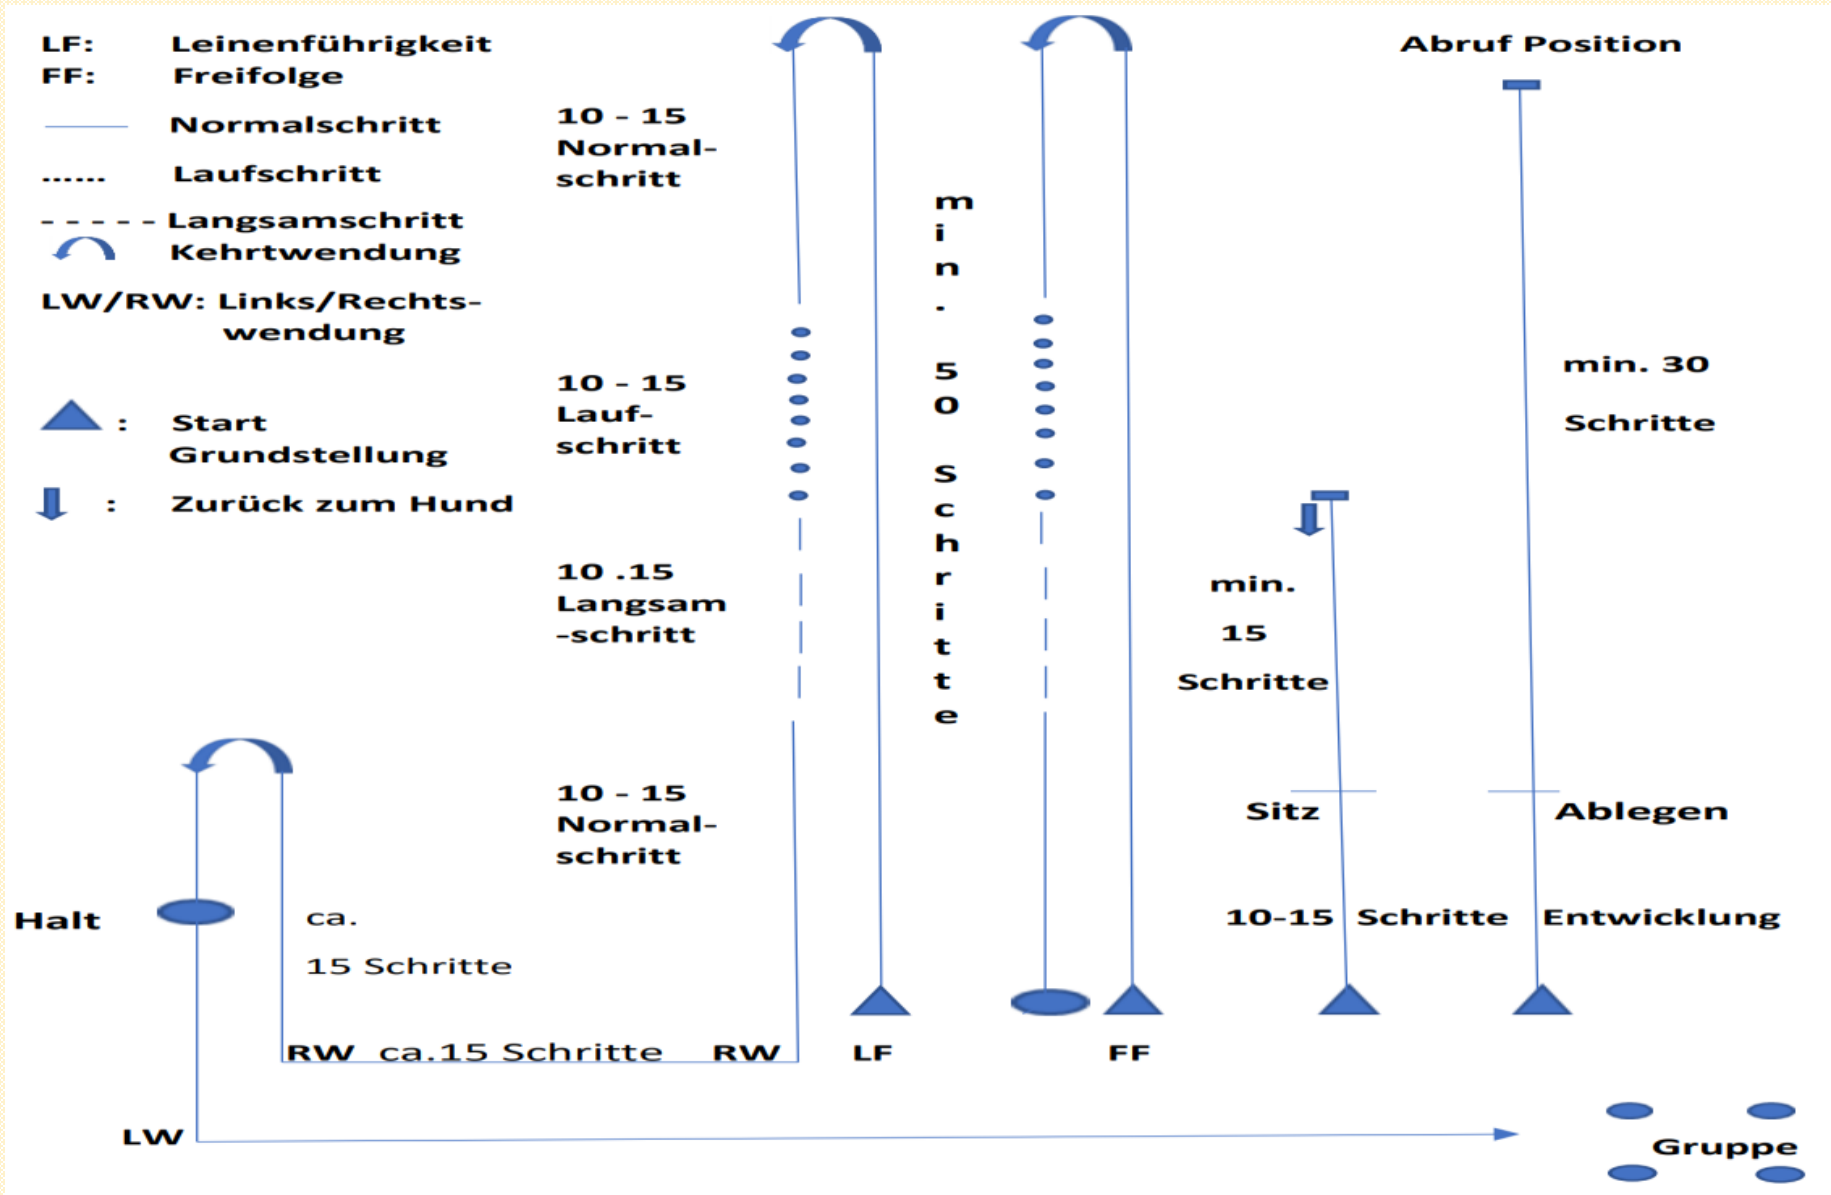 LF: Leinenführigkeit
FF: Freifolge
Normalschritt
...... Laufschritt
- - - - - Langsamschritt
Kehrtwendung
LW/RW: Links/Rechts-
wendung
: Start
Grundstellung
: Zurück zum Hund
10 - 15
Normal-
schritt
10 - 15
Lauf-
schritt
10 .15
Langsam
-schritt
10 - 15
Normal-
schritt
min. 50 Schritte
Abruf Position
min. 30
Schritte
min.
15
Schritte
Sitz
Ablegen
10-15 Schritte Entwicklung
Halt
ca.
15 Schritte
RW ca.15 Schritte RW
LF
FF
LW
Gruppe